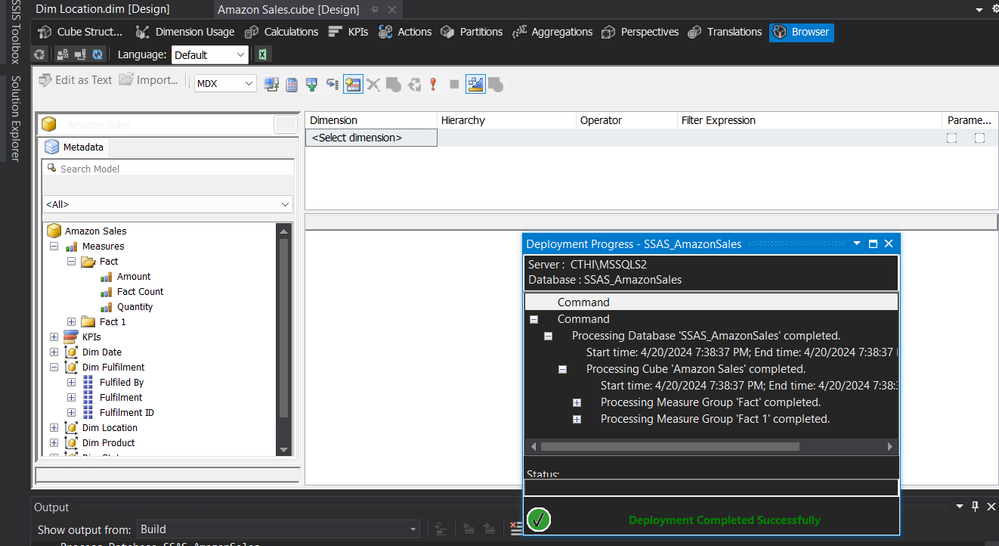 SSIS Toolbox
Solution Explorer
Dim Location.dim [Design]
Amazon Sales.cube [Design]
Cube Struct...
Dimension Usage
Calculations
KPIs
Actions
Partitions
Aggregations
Perspectives
Translations
Browser
Language:
Default
Edit as Text
Import...
MDX
Amazon Sales
Metadata
Search Model
<All>
Amazon Sales
Measures
Fact
Amount
Fact Count
Quantity
Fact 1
KPIs
Dim Date
Dim Fulfilment
Fulfiled By
Fulfilment
Fulfilment ID
Dim Location
Dim Product
Dimension
Hierarchy
Operator
Filter Expression
Parame...
<Select dimension>
Deployment Progress - SSAS_AmazonSales
Server : CTHI\MSSQLS2
Database : SSAS_AmazonSales
Command
Command
Processing Database 'SSAS_AmazonSales' completed.
Start time: 4/20/2024 7:38:37 PM; End time: 4/20/2024 7:38:37
Processing Cube 'Amazon Sales' completed.
Start time: 4/20/2024 7:38:37 PM; End time: 4/20/2024 7:38:3
Processing Measure Group 'Fact' completed.
Processing Measure Group 'Fact 1' completed.
Status:
Deployment Completed Successfully
Output
Show output from:
Build
Process Database SSAS_AmazonSales